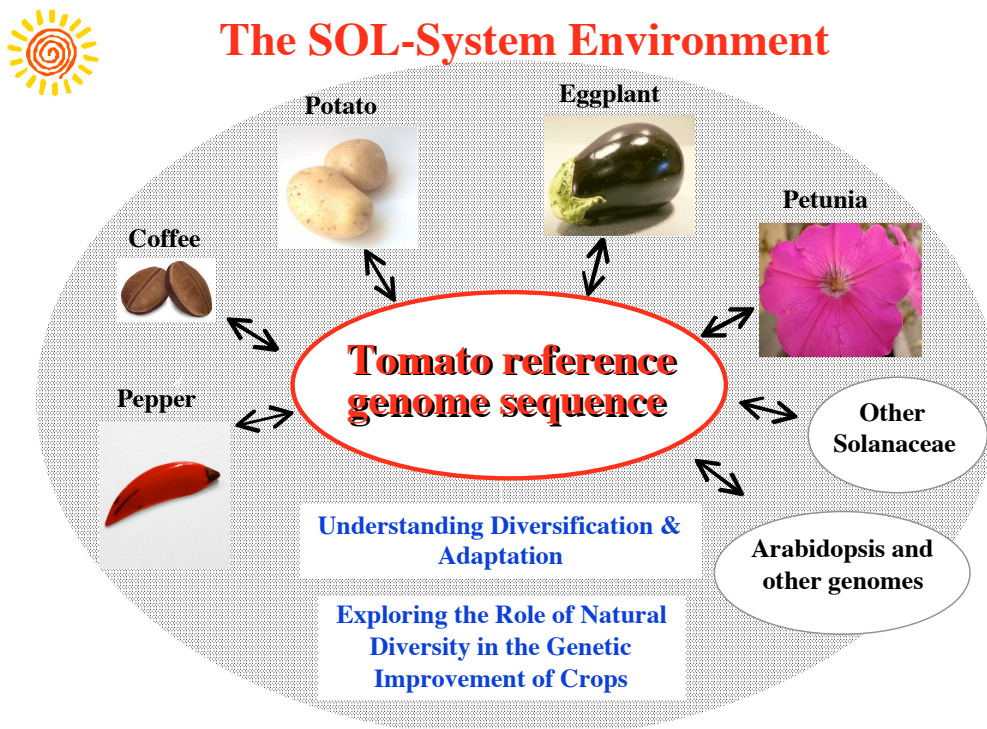 The SOL-System Environment
Potato
Eggplant
Petunia
Coffee
Tomato reference
genome sequence
Pepper
Other
Solanaceae
Understanding Diversification &
Adaptation
Arabidopsis and
other genomes
Exploring the Role of Natural
Diversity in the Genetic
Improvement of Crops